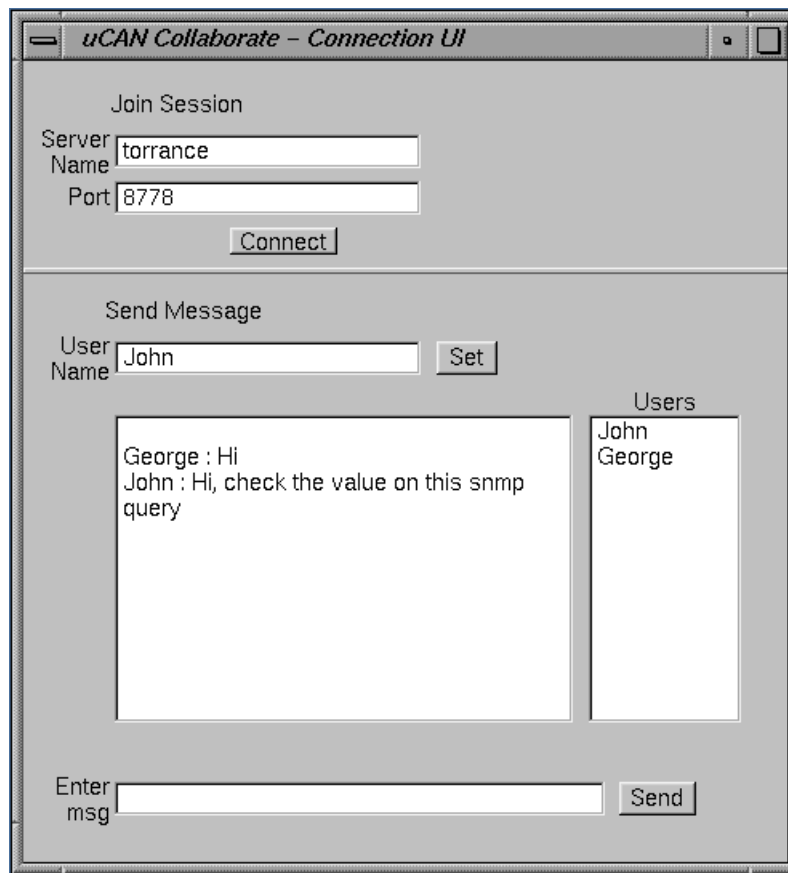 uCAN Collaborate – Connection UI
Join Session
Server
Name
torrance
Port
8778
Connect
Send Message
User
Name
John
Set
Users
George : Hi
John : Hi, check the value on this snmp
query
John
George
Enter
msg
Send